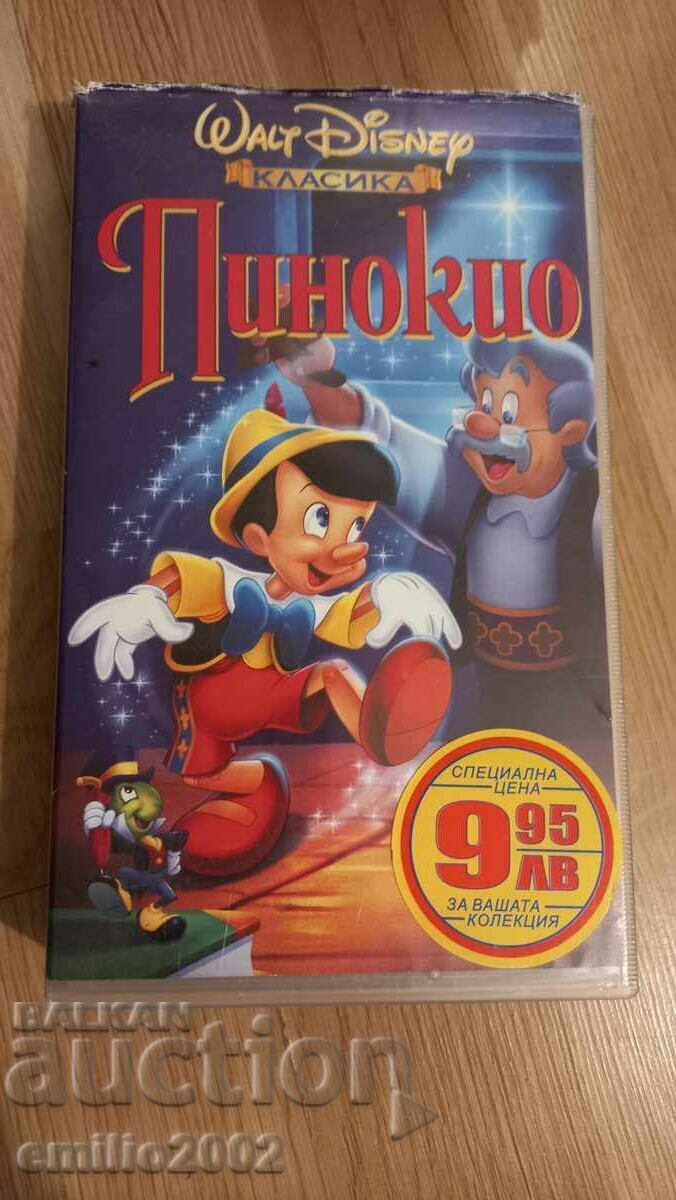 Walt Disney
КЛАСИКА
Пинокио
СПЕЦИАЛНА
ЦЕНА
9 95
ЛВ
ЗА ВАШАТА
КОЛЕКЦИЯ
BALKAN
auction
emilio2002